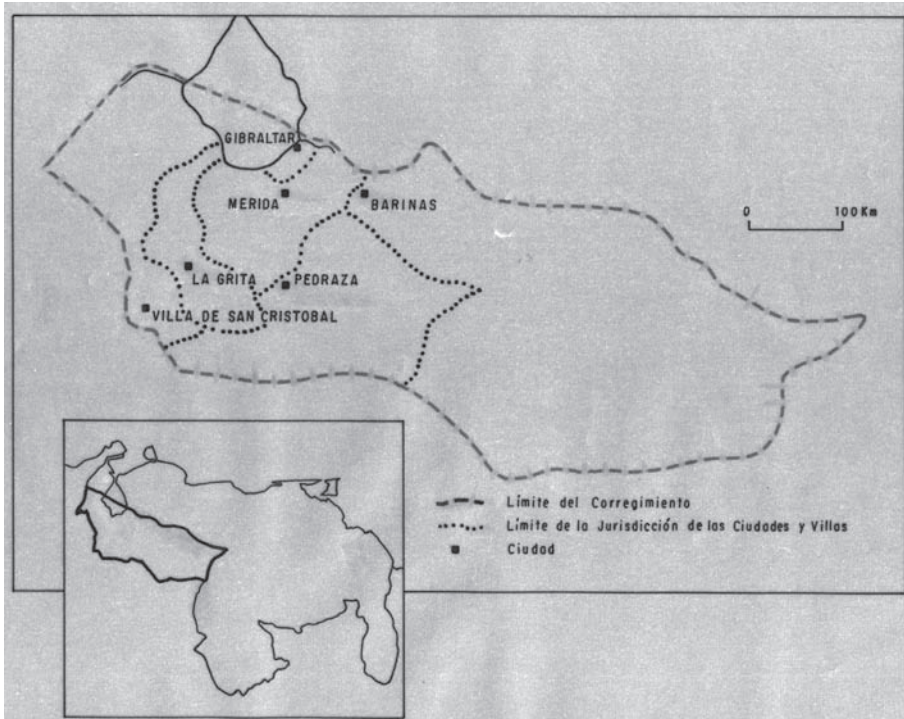 GIBRALTAR
MERIDA
BARINAS
0 100 Km
LA GRITA
PEDRAZA
VILLA DE SAN CRISTOBAL
Límite del Corregimiento
Límite de la Jurisdicción de las Ciudades y Villas
Ciudad